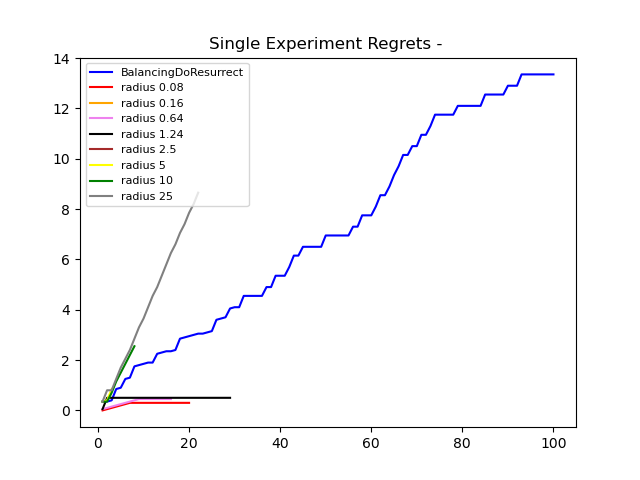 Single Experiment Regrets -
14
12
10
8
6
4
2
0
BalancingDoResurrect
radius 0.08
radius 0.16
radius 0.64
radius 1.24
radius 2.5
radius 5
radius 10
radius 25
0 20 40 60 80 100